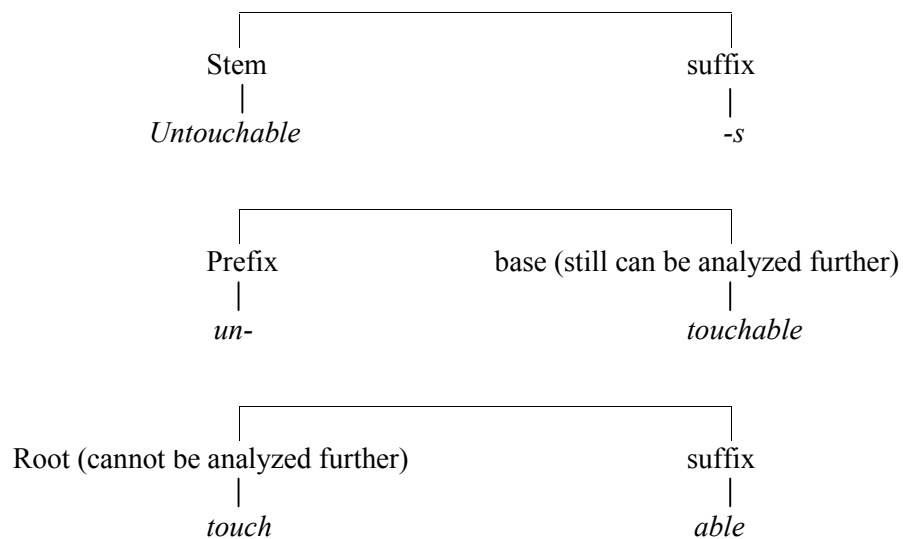 Stem suffix
Untouchable -s
Prefix base (still can be analyzed further)
un- touchable
Root (cannot be analyzed further) suffix
touch able